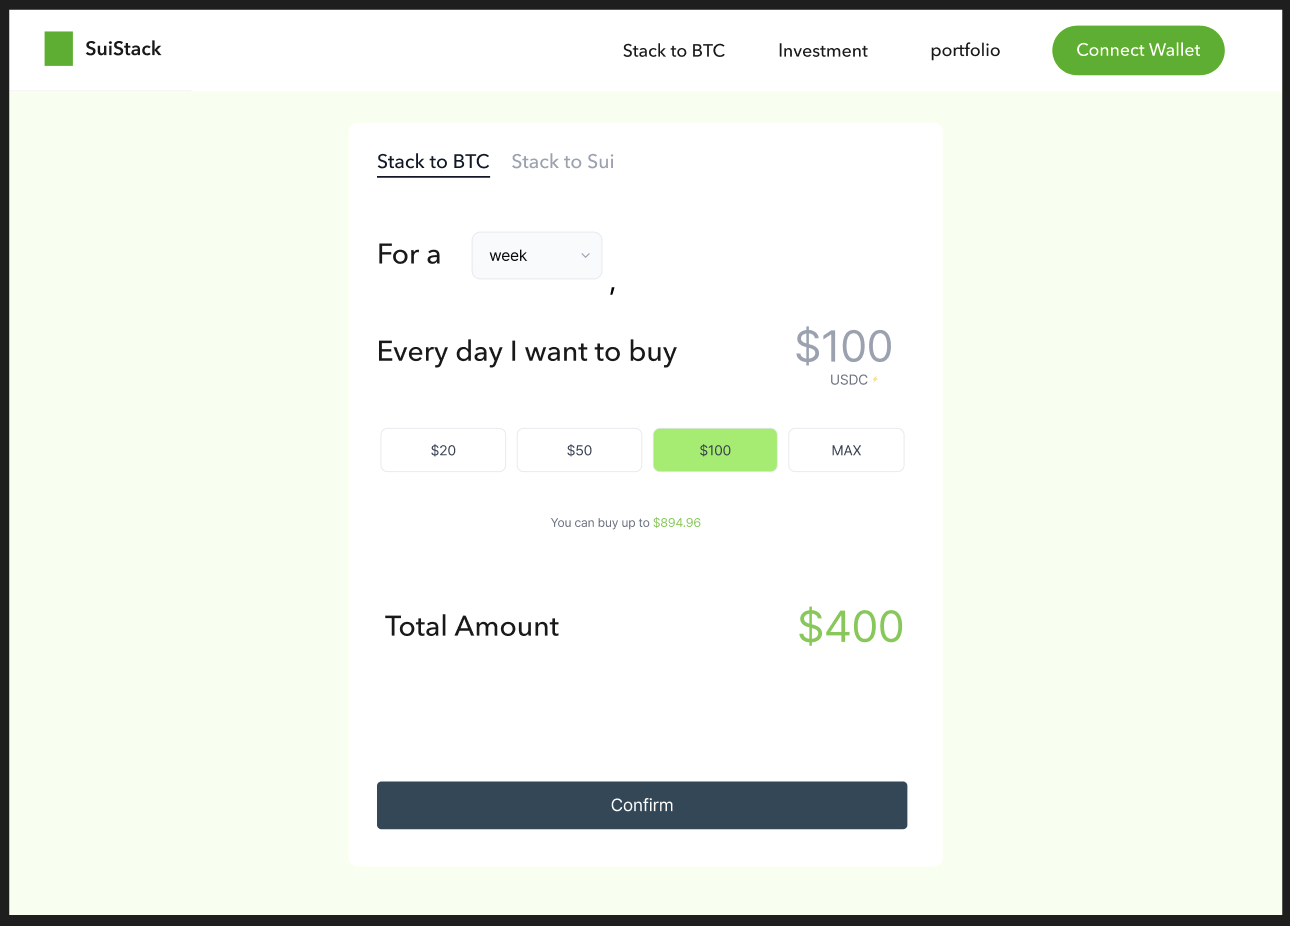 SuiStack
Stack to BTC Investment portfolio Connect Wallet
Stack to BTC Stack to Sui
For a week ,
Every day I want to buy $100
USDC
$20 $50 $100 MAX
You can buy up to $894.96
Total Amount $400
Confirm